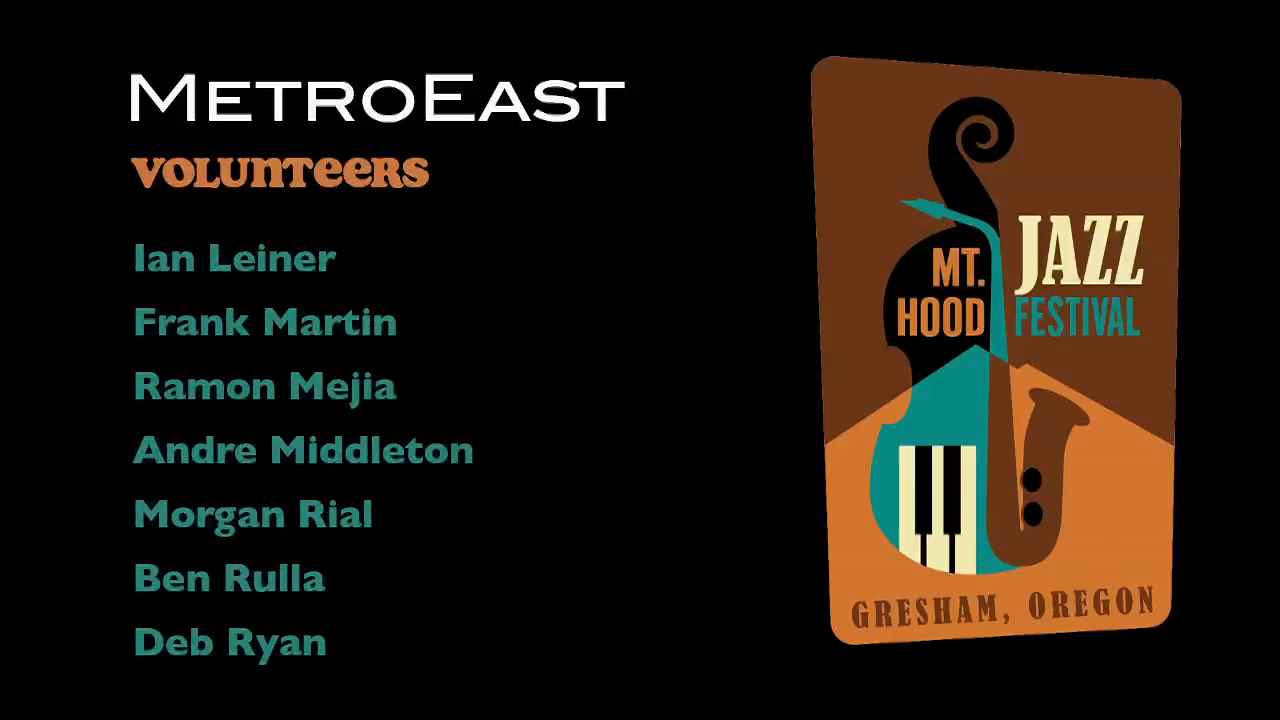 METROEAST
VOLUNTEERS
Ian Leiner
Frank Martin
Ramon Mejia
Andre Middleton
Morgan Rial
Ben Rulla
Deb Ryan
MT. HOOD
JAZZ
FESTIVAL
GRESHAM, OREGON